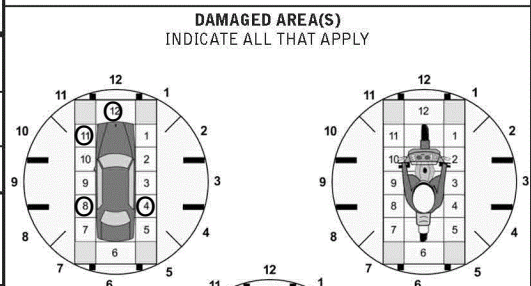 DAMAGED AREA(S)
INDICATE ALL THAT APPLY
12 12
11 1 11 1
12 12
10 11 1 2 10 11 1 2
10 2 10 2
9 9 3 3 9 9 3 3
8 4 8 4
8 7 5 4 8 7 5 4
6 6
7 5 7 5
6 12 6
11 1